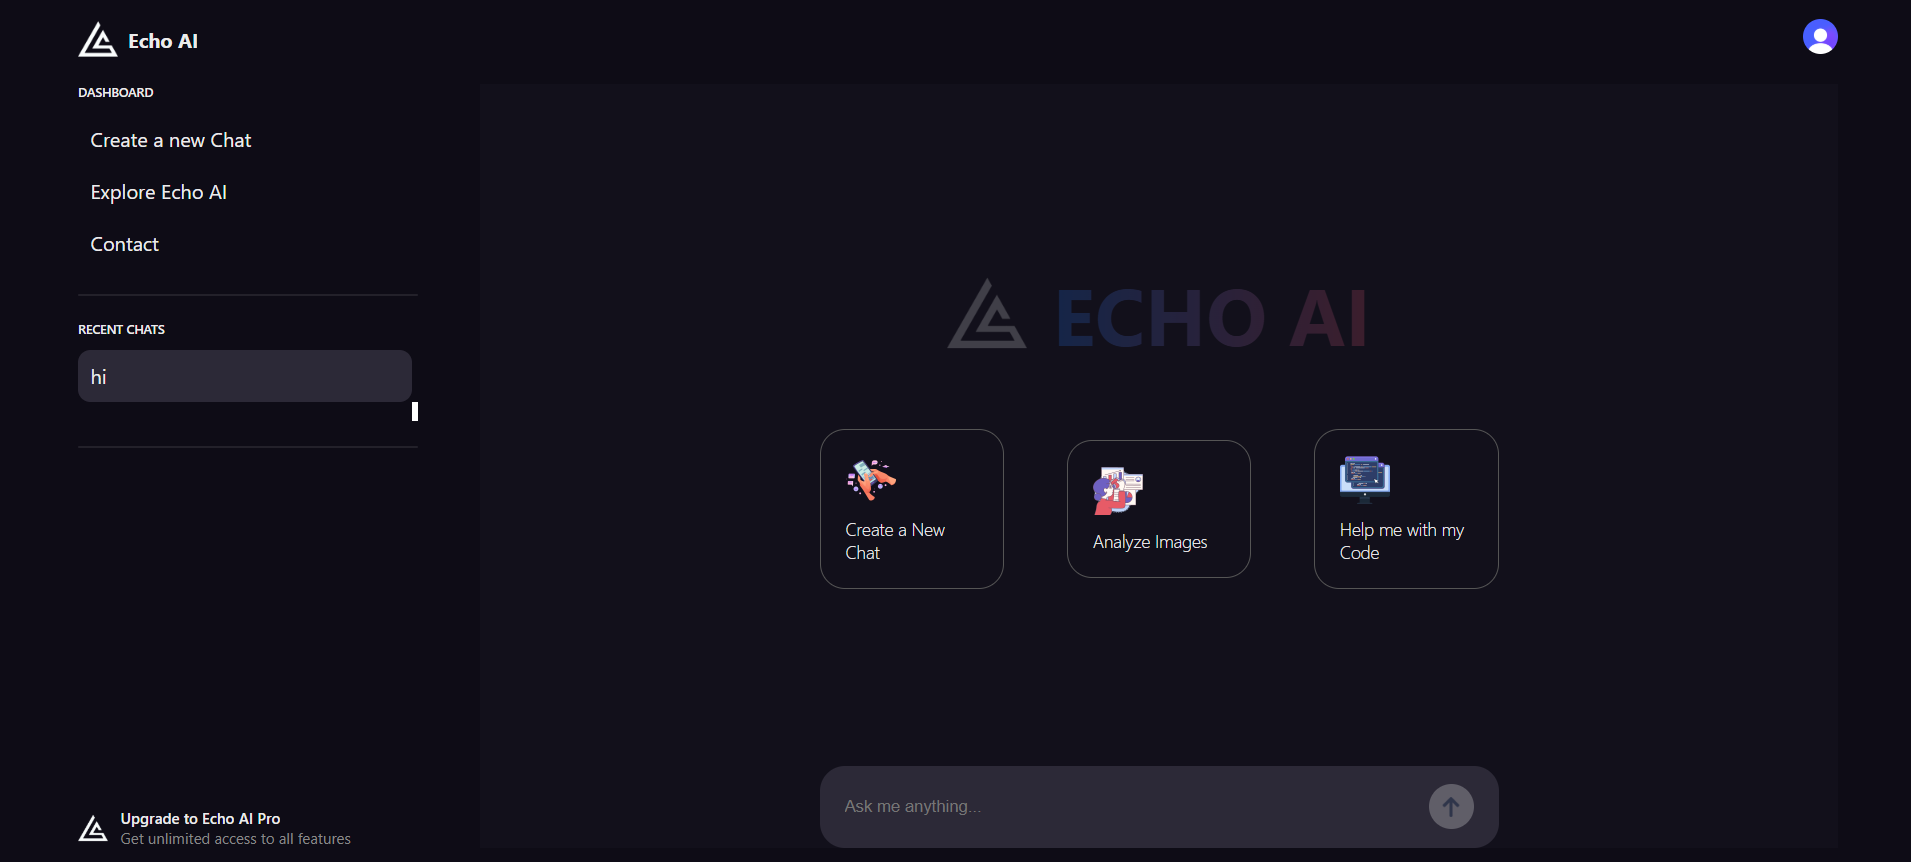 Echo AI
DASHBOARD
Create a new Chat
Explore Echo AI
Contact
RECENT CHATS
hi
Upgrade to Echo AI Pro
Get unlimited access to all features
ECHO AI
Create a New
Chat
Analyze Images
Help me with my
Code
Ask me anything...